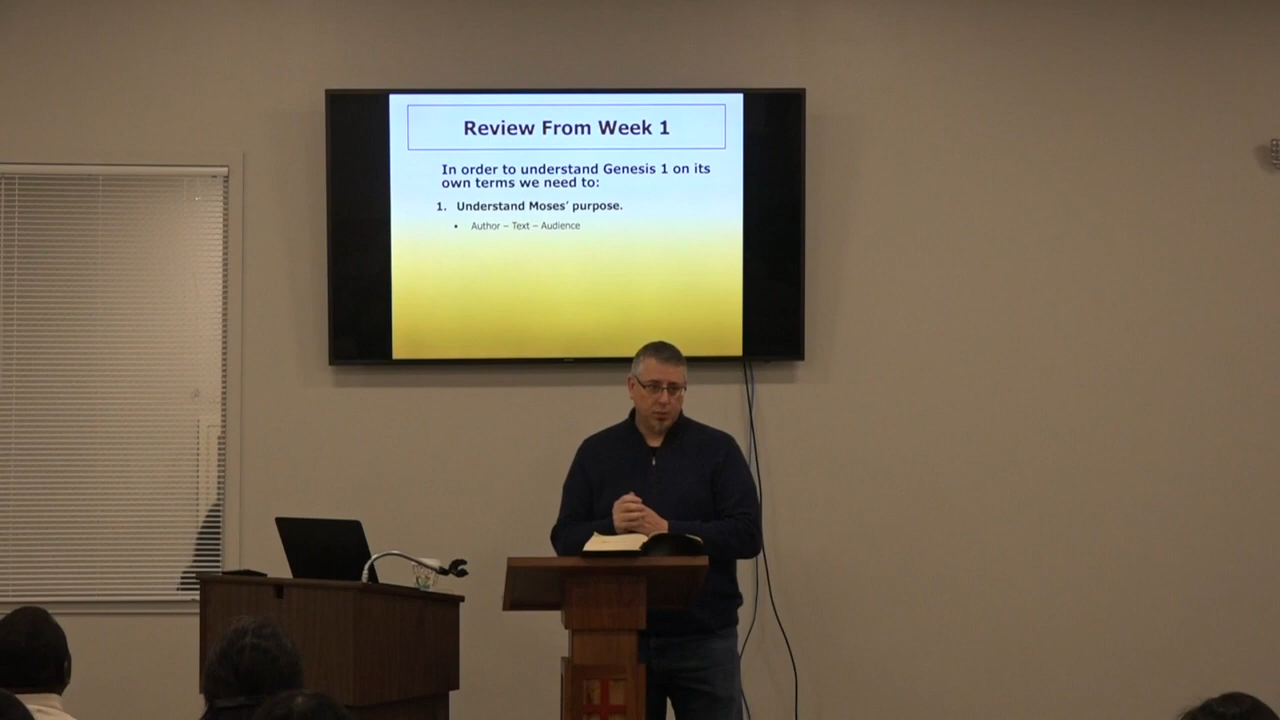 Review From Week 1
In order to understand Genesis 1 on its
own terms we need to:
1. Understand Moses’ purpose.
• Author – Text – Audience